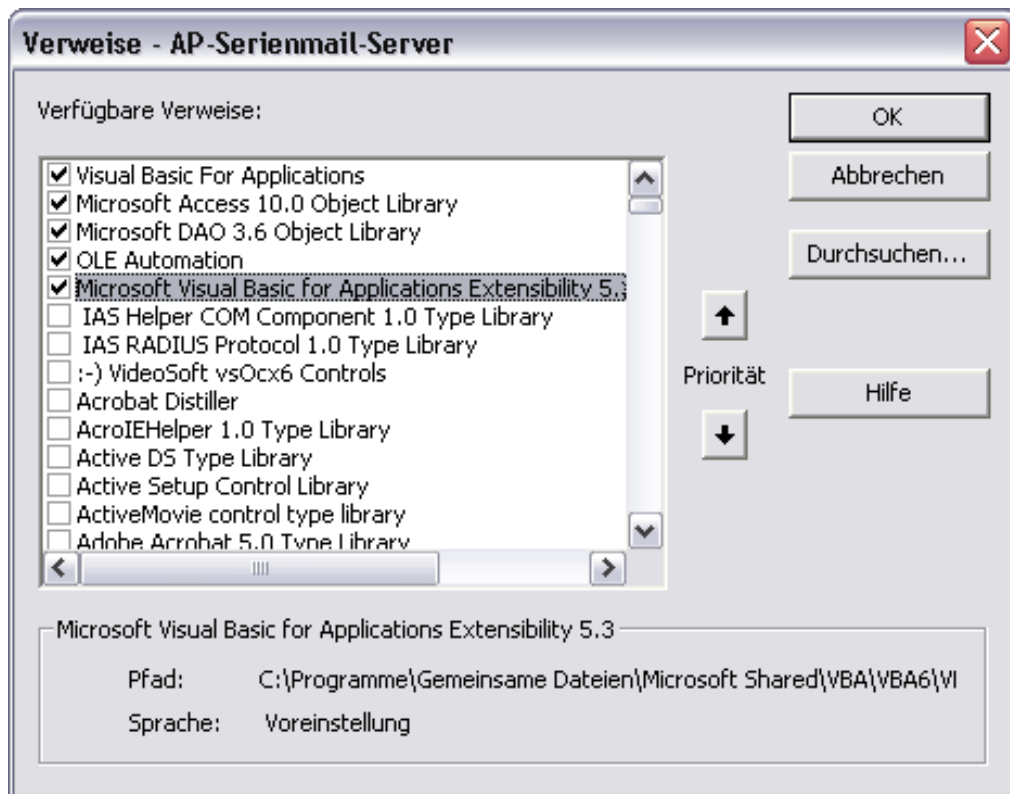 Verweise - AP-Serienmail-Server
Verfügbare Verweise:
Visual Basic For Applications
Microsoft Access 10.0 Object Library
Microsoft DAO 3.6 Object Library
OLE Automation
Microsoft Visual Basic for Applications Extensibility 5.
IAS Helper COM Component 1.0 Type Library
IAS RADIUS Protocol 1.0 Type Library
:-) VideoSoft vsOcx6 Controls
Acrobat Distiller
AcroIEHelper 1.0 Type Library
Active DS Type Library
Active Setup Control Library
ActiveMovie control type library
Adobe Acrobat 5.0 Type Library
OK
Abbrechen
Durchsuchen...
Priorität
Hilfe
Microsoft Visual Basic for Applications Extensibility 5.3
Pfad: C:\Programme\Gemeinsame Dateien\Microsoft Shared\VBA\VBA6\VI
Sprache: Voreinstellung